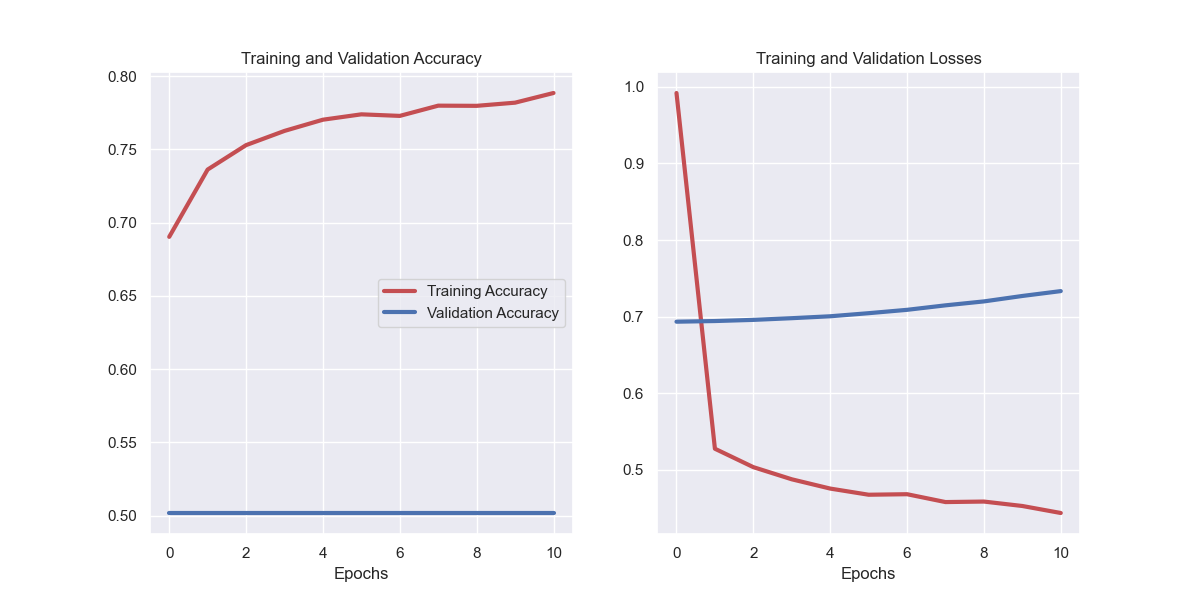 Training and Validation Accuracy
0.80
0.75
0.70
0.65
0.60
0.55
0.50
Training Accuracy
Validation Accuracy
0 2 4 6 8 10
Epochs
Training and Validation Losses
1.0
0.9
0.8
0.7
0.6
0.5
0 2 4 6 8 10
Epochs